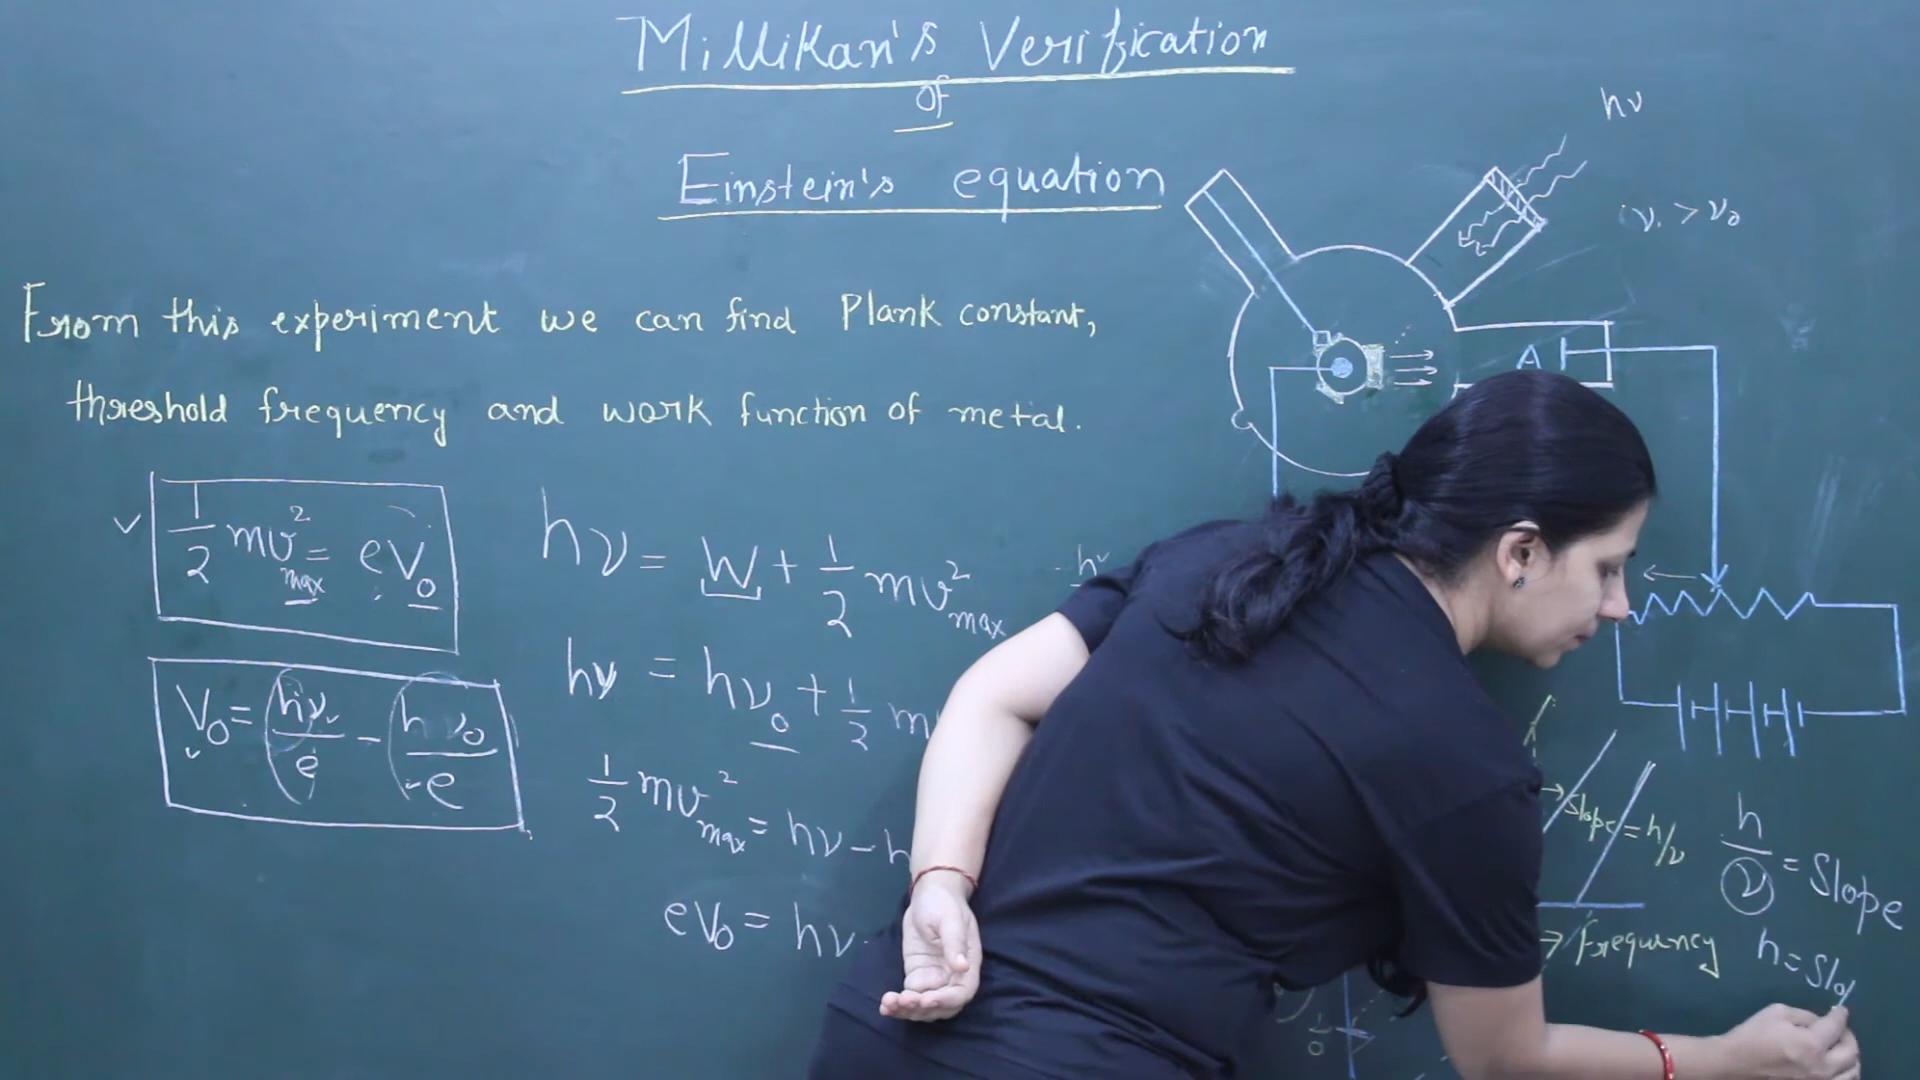 Millikan's Verification
of
Einstein's equation
hν
ν > ν₀
From this experiment we can find Plank constant,
threshold frequency and work function of metal.
A
1/2 mv²max = eV₀
hν = W + 1/2 mv²max
hν
hν = hν₀ + 1/2 m
V₀ = (hν/e) - (hν₀/e)
1/2 mv²max = hν - h
eV₀ = hν -
→ Slope = h/ν
h/ν = Slope
→ Frequency
h = Slo